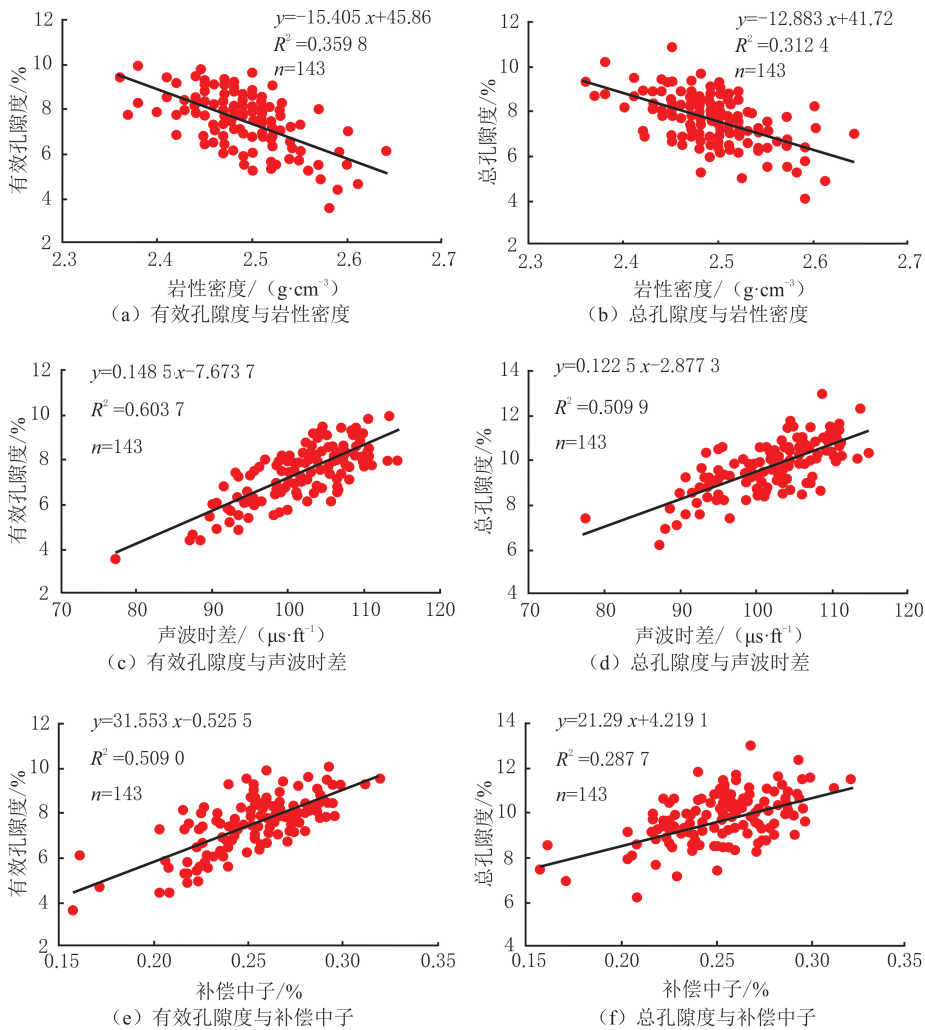 y=-15.405 x+45.86
R² =0.359 8
n=143
12
10
8
6
4
2
有效孔隙度/%
2.3
2.4
2.5
2.6
2.7
岩性密度/（g·cm⁻³）
（a）有效孔隙度与岩性密度
y=-12.883 x+41.72
R² =0.312 4
n=143
12
10
8
6
4
2
总孔隙度/%
2.3
2.4
2.5
2.6
2.7
岩性密度/（g·cm⁻³）
（b）总孔隙度与岩性密度
y=0.148 5 x-7.673 7
R² =0.603 7
n=143
12
10
8
6
4
2
有效孔隙度/%
70
80
90
100
110
120
声波时差/（μs·ft⁻¹）
（c）有效孔隙度与声波时差
y=0.122 5 x-2.877 3
R² =0.509 9
n=143
14
12
10
8
6
4
总孔隙度/%
70
80
90
100
110
120
声波时差/（μs·ft⁻¹）
（d）总孔隙度与声波时差
y=31.553 x-0.525 5
R² =0.509 0
n=143
12
10
8
6
4
2
有效孔隙度/%
0.15
0.20
0.25
0.30
0.35
补偿中子/%
（e）有效孔隙度与补偿中子
y=21.29 x+4.219 1
R² =0.287 7
n=143
14
12
10
8
6
4
总孔隙度/%
0.15
0.20
0.25
0.30
0.35
补偿中子/%
（f）总孔隙度与补偿中子